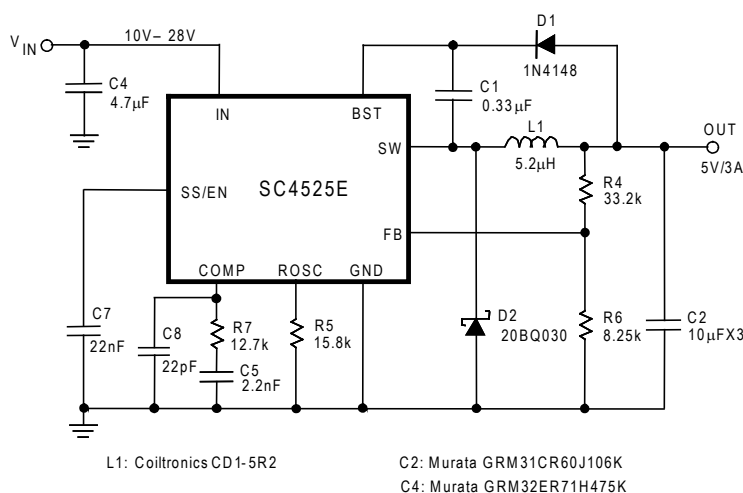 D1
V IN
10V– 28V
1N4148
C4
4.7µF
C1
0.33µF
IN
BST
L1
OUT
SW
5.2µH
5V/3A
SS/EN
SC4525E
R4
33.2k
FB
COMP
ROSC
GND
C7
22nF
C8
22pF
R7
12.7k
R5
15.8k
D2
20BQ030
R6
8.25k
C2
10µFX3
C5
2.2nF
L1: Coiltronics CD1-5R2
C2: Murata GRM31CR60J106K
C4: Murata GRM32ER71H475K